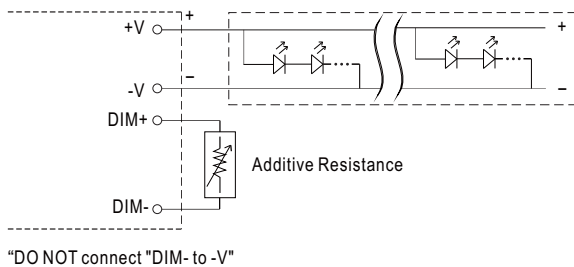 +V
+
+
-V
−
−
DIM+
Additive Resistance
DIM-
“DO NOT connect "DIM- to -V"